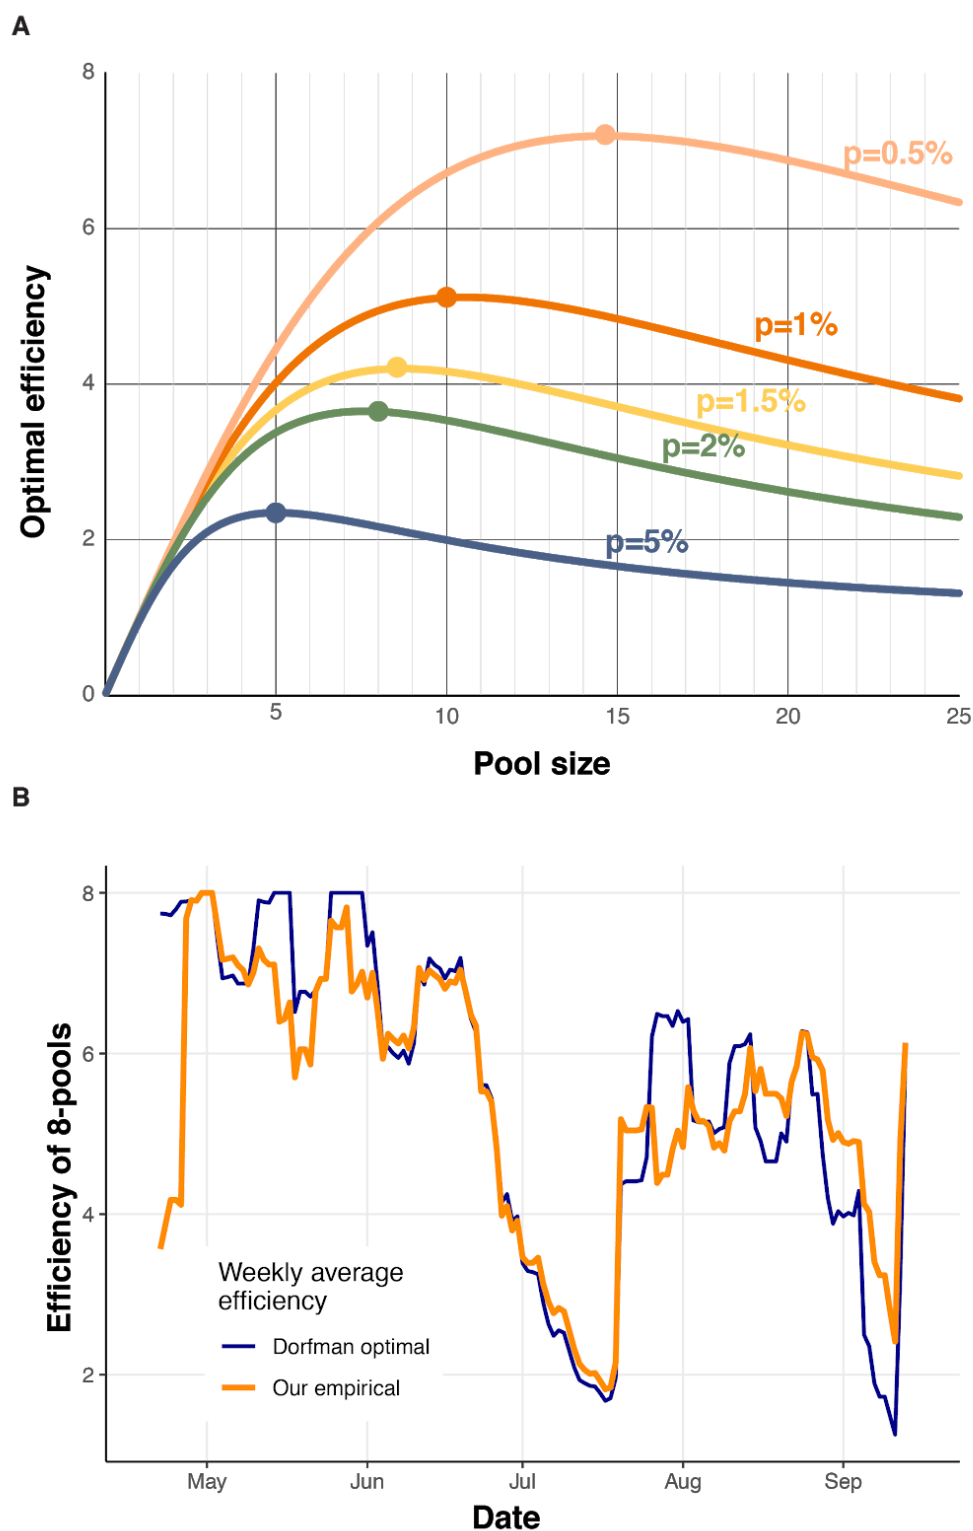 A
8
6
4
2
0
Optimal efficiency
p=0.5%
p=1%
p=1.5%
p=2%
p=5%
5
10
15
20
25
Pool size
B
8
6
4
2
Efficiency of 8-pools
Weekly average
efficiency
Dorfman optimal
Our empirical
May
Jun
Jul
Aug
Sep
Date